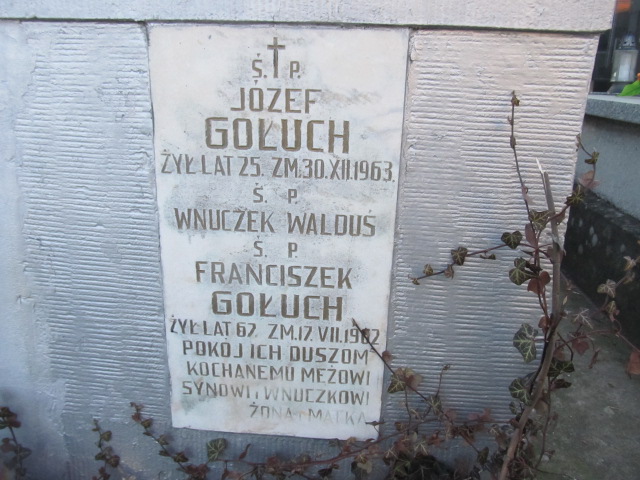 Ś. P.
JÓZEF
GOŁUCH
ŻYŁ LAT 25. ZM. 30.XII.1963.
Ś. P.
WNUCZEK WALDUŚ
Ś. P.
FRANCISZEK
GOŁUCH
ŻYŁ LAT 67. ZM. 17. VII. 1982
POKÓJ ICH DUSZOM
KOCHANEMU MĘŻOWI
SYNOWI i WNUCZKOWI
ŻONA i MATKA